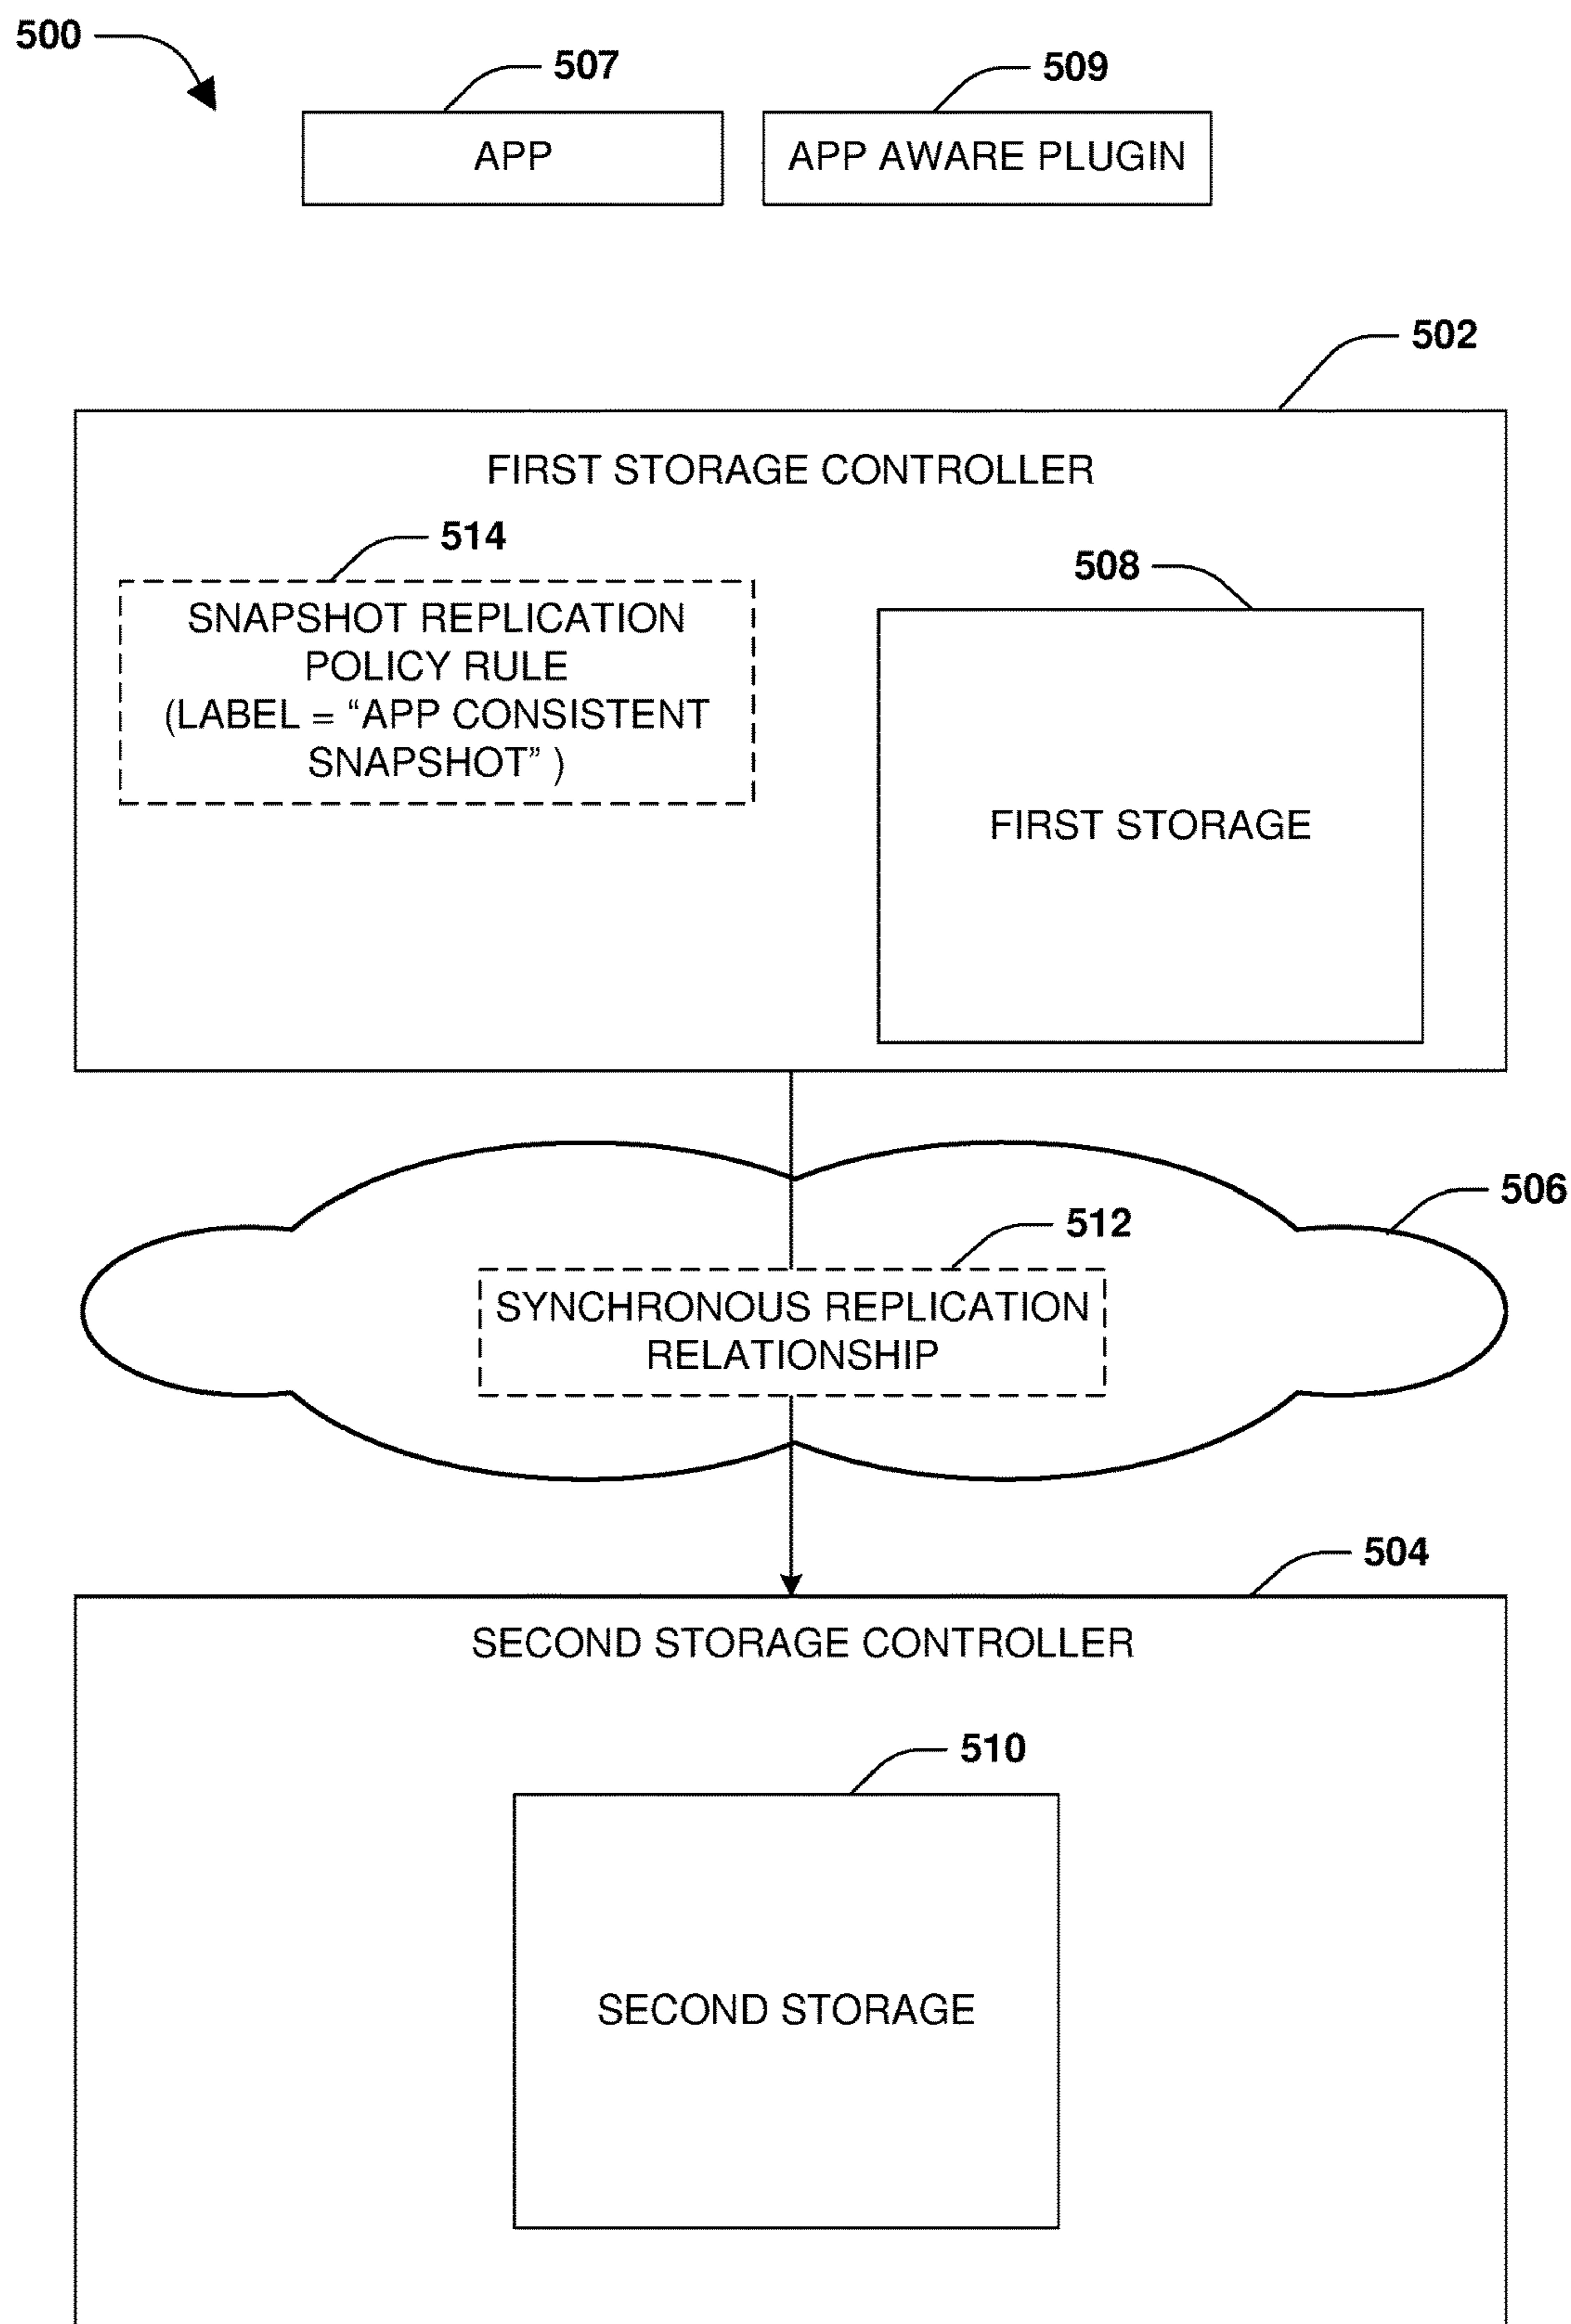 500
507
509
APP
APP AWARE PLUGIN
502
FIRST STORAGE CONTROLLER
514
508
SNAPSHOT REPLICATION
POLICY RULE
(LABEL = “APP CONSISTENT
SNAPSHOT” )
FIRST STORAGE
506
512
SYNCHRONOUS REPLICATION
RELATIONSHIP
504
SECOND STORAGE CONTROLLER
510
SECOND STORAGE